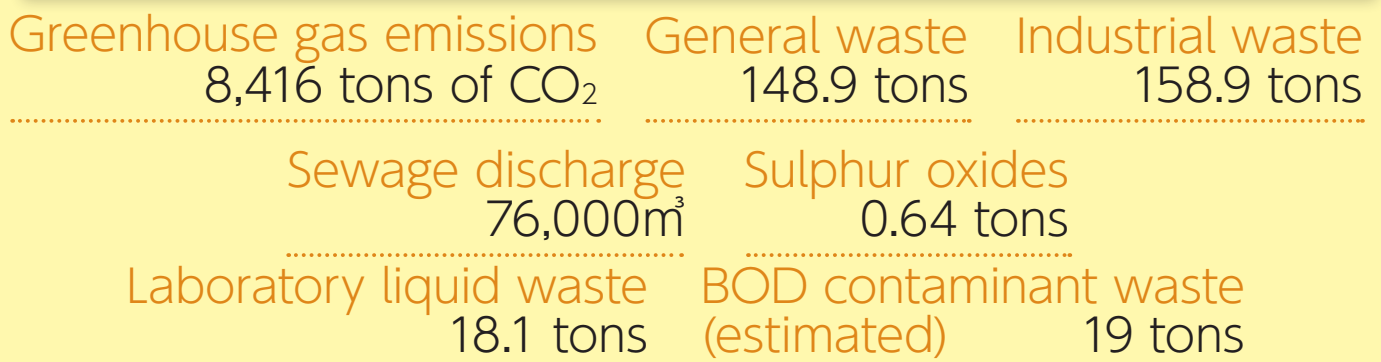 Greenhouse gas emissions
8,416 tons of CO₂
General waste
148.9 tons
Industrial waste
158.9 tons
Sewage discharge
76,000㎥
Sulphur oxides
0.64 tons
Laboratory liquid waste
18.1 tons
BOD contaminant waste
(estimated) 19 tons